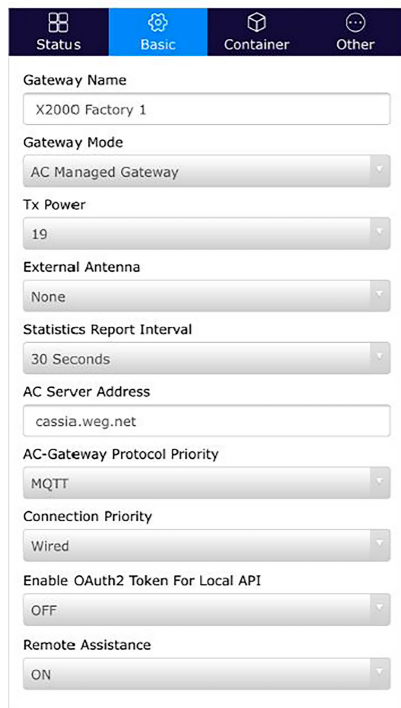 Status Basic Container Other
Gateway Name
X2000 Factory 1
Gateway Mode
AC Managed Gateway
Tx Power
19
External Antenna
None
Statistics Report Interval
30 Seconds
AC Server Address
cassia.weg.net
AC-Gateway Protocol Priority
MQTT
Connection Priority
Wired
Enable OAuth2 Token For Local API
OFF
Remote Assistance
ON